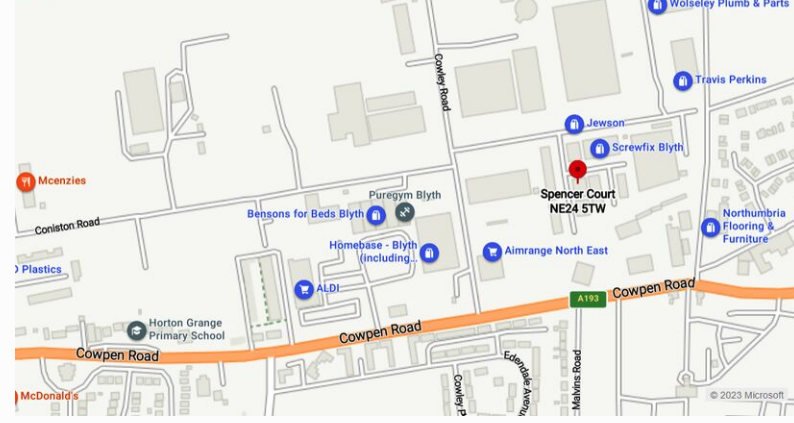 Wolseley Plumb & Parts
Cowley Road
Travis Perkins
Jewson
Screwfix Blyth
Mcenzies
Puregym Blyth
Spencer Court
NE24 5TW
Bensons for Beds Blyth
Coniston Road
Northumbria
Flooring &
Furniture
Homebase - Blyth
(including...
Aimrange North East
Plastics
ALDI
Cowpen Road
A193
Horton Grange
Primary School
Cowpen Road
Cowpen Road
Edendale Avenu
Malvins Road
Cowley P
McDonald's
© 2023 Microsoft